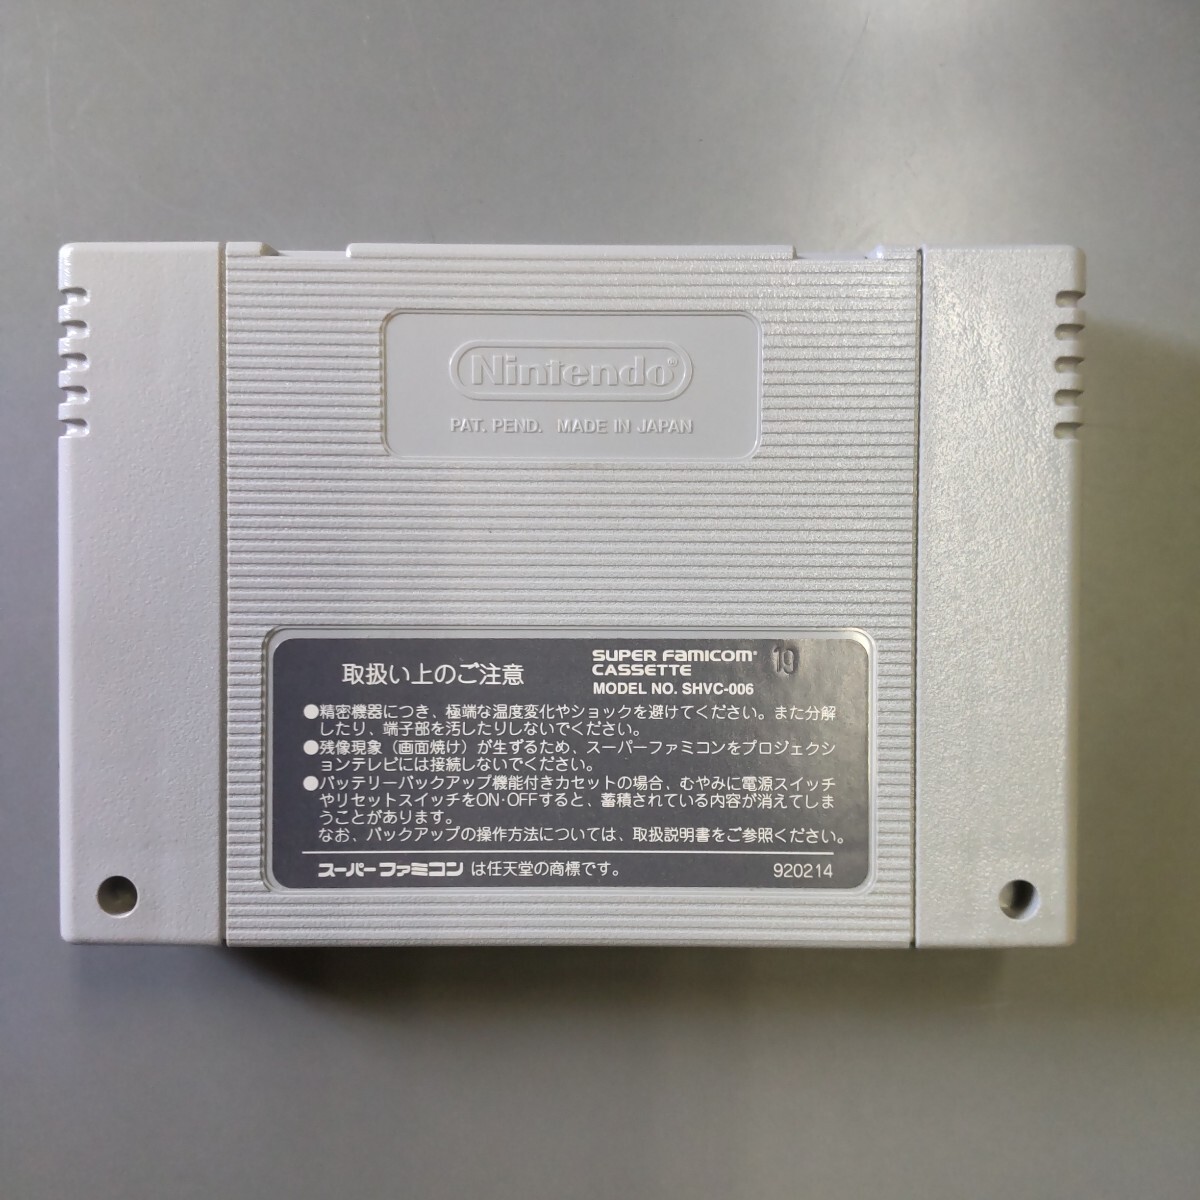 Nintendo®
PAT. PEND. MADE IN JAPAN
取扱い上のご注意
SUPER Famicom
CASSETTE
MODEL NO. SHVC-006
19
●精密機器につき、極端な温度変化やショックを避けてください。また分解
したり、端子部を汚したりしないでください。
●残像現象（画面焼け）が生ずるため、スーパーファミコンをプロジェクシ
ョンテレビには接続しないでください。
●バッテリーバックアップ機能付きカセットの場合、むやみに電源スイッチ
やリセットスイッチをON・OFFすると、蓄積されている内容が消えてしま
うことがあります。
なお、バックアップの操作方法については、取扱説明書をご参照ください。
スーパーファミコン は任天堂の商標です。
920214